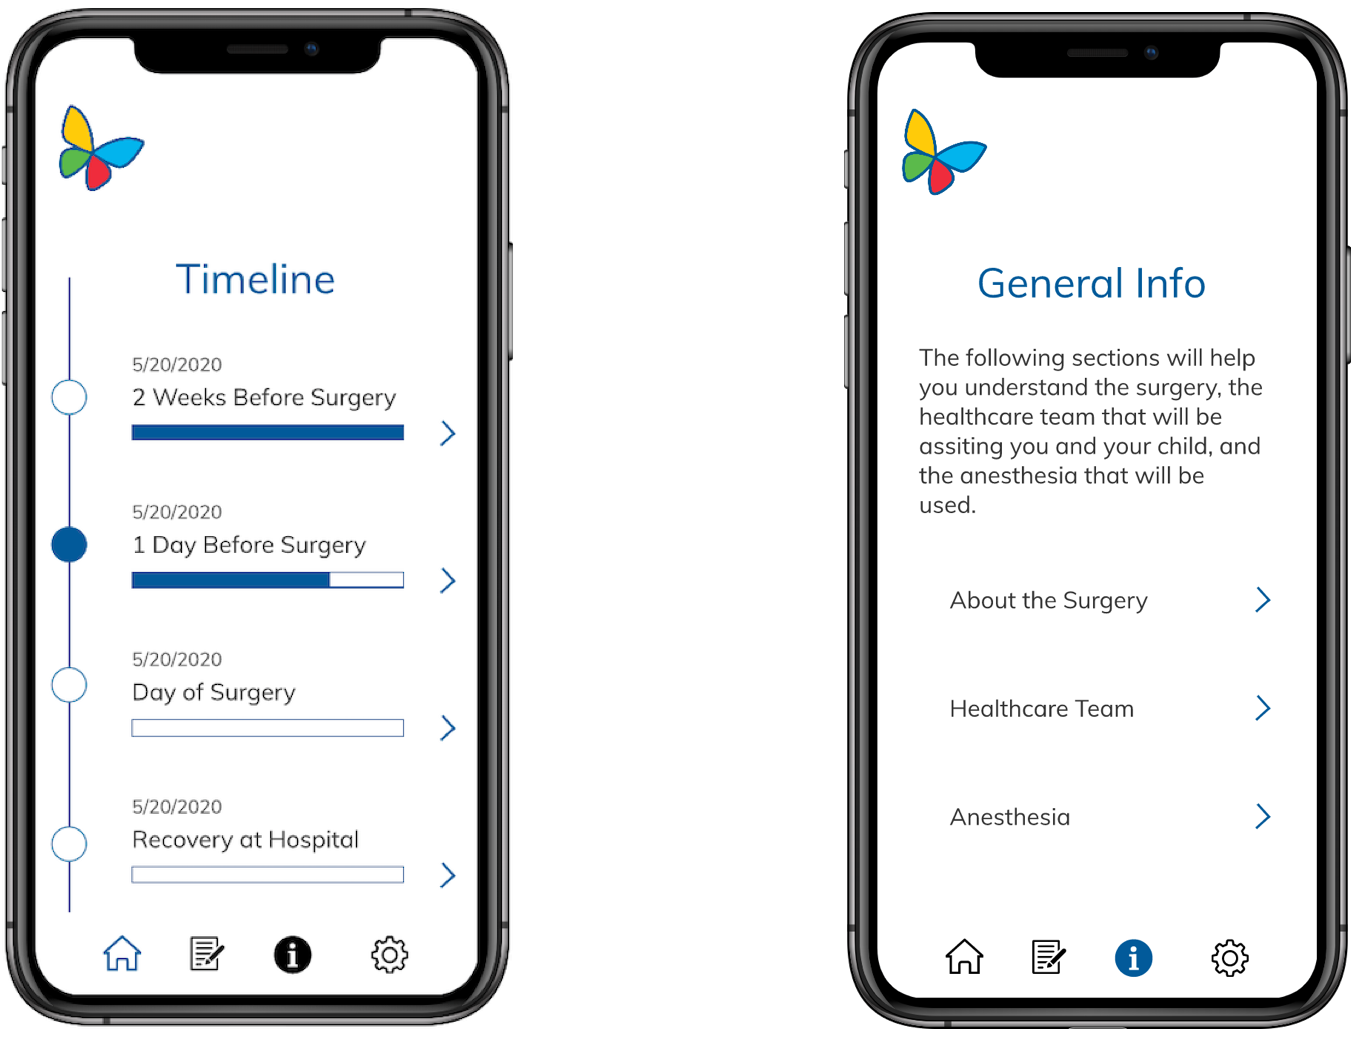 Timeline
5/20/2020
2 Weeks Before Surgery
5/20/2020
1 Day Before Surgery
5/20/2020
Day of Surgery
5/20/2020
Recovery at Hospital
General Info
The following sections will help
you understand the surgery, the
healthcare team that will be
assiting you and your child, and
the anesthesia that will be
used.
About the Surgery
Healthcare Team
Anesthesia